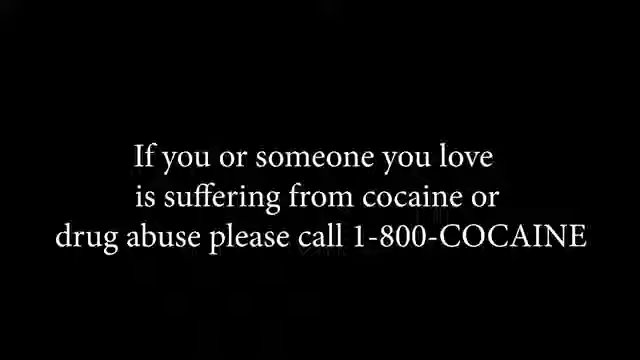 If you or someone you love
is suffering from cocaine or
drug abuse please call 1-800-COCAINE